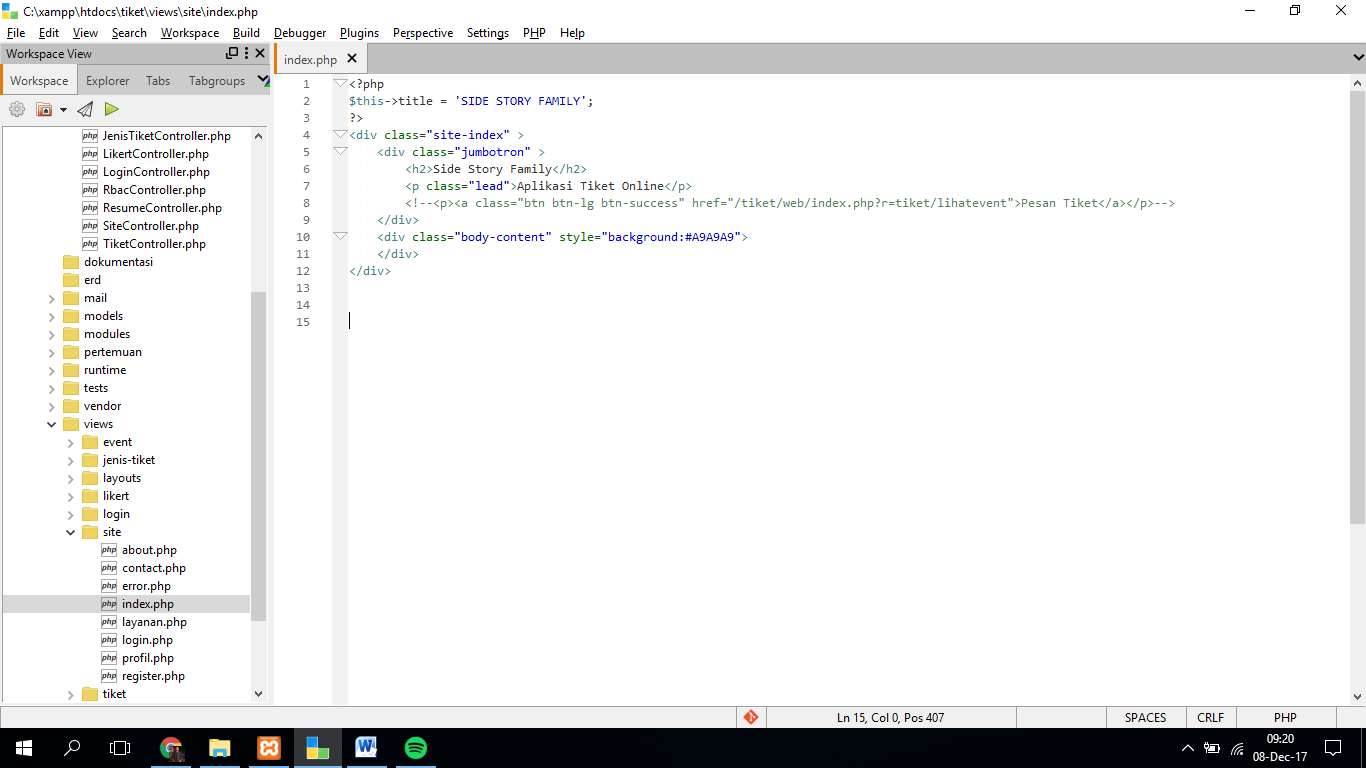 C:\xampp\htdocs\tiket\views\site\index.php
File Edit View Search Workspace Build Debugger Plugins Perspective Settings PHP Help
Workspace View
Workspace Explorer Tabs Tabgroups
JenisTiketController.php
LikertController.php
LoginController.php
RbacController.php
ResumeController.php
SiteController.php
TiketController.php
dokumentasi
erd
mail
models
modules
pertemuan
runtime
tests
vendor
views
event
jenis-tiket
layouts
likert
login
site
about.php
contact.php
error.php
index.php
layanan.php
login.php
profil.php
register.php
tiket
index.php
1 <?php
2 $this->title = 'SIDE STORY FAMILY';
3 ?>
4 <div class="site-index" >
5 <div class="jumbotron" >
6 <h2>Side Story Family</h2>
7 <p class="lead">Aplikasi Tiket Online</p>
8 <!--<p><a class="btn btn-lg btn-success" href="/tiket/web/index.php?r=tiket/lihatevent">Pesan Tiket</a></p>-->
9 </div>
10 <div class="body-content" style="background:#A9A9A9">
11 </div>
12 </div>
13
14
15
Ln 15, Col 0, Pos 407 SPACES CRLF PHP
09:20
08-Dec-17